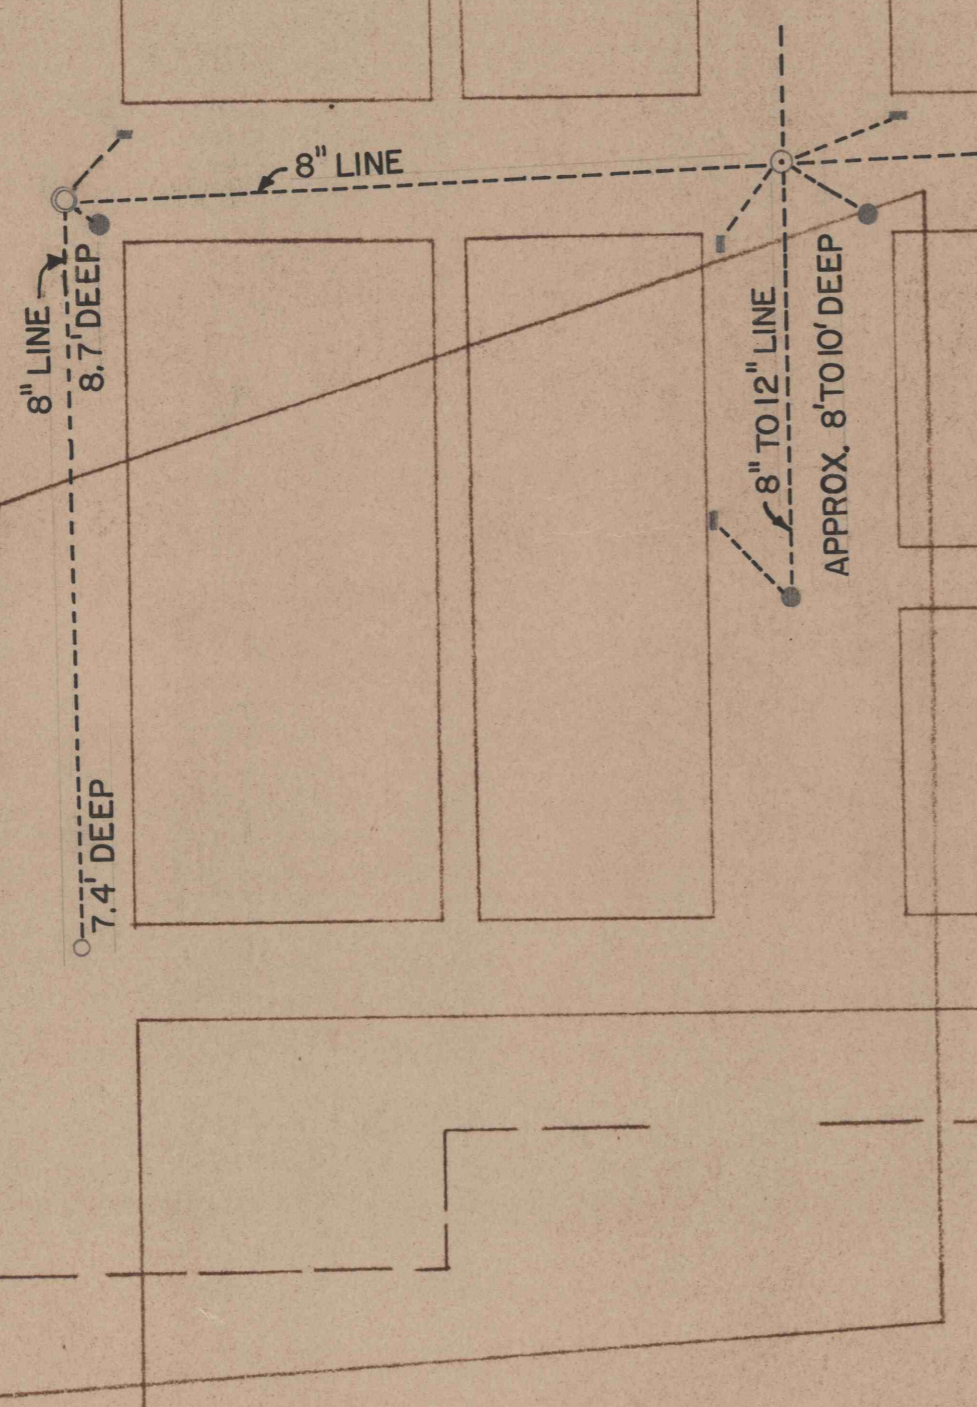 8" LINE
8" LINE
8.7' DEEP
8" TO 12" LINE
APPROX. 8' TO 10' DEEP
7.4' DEEP